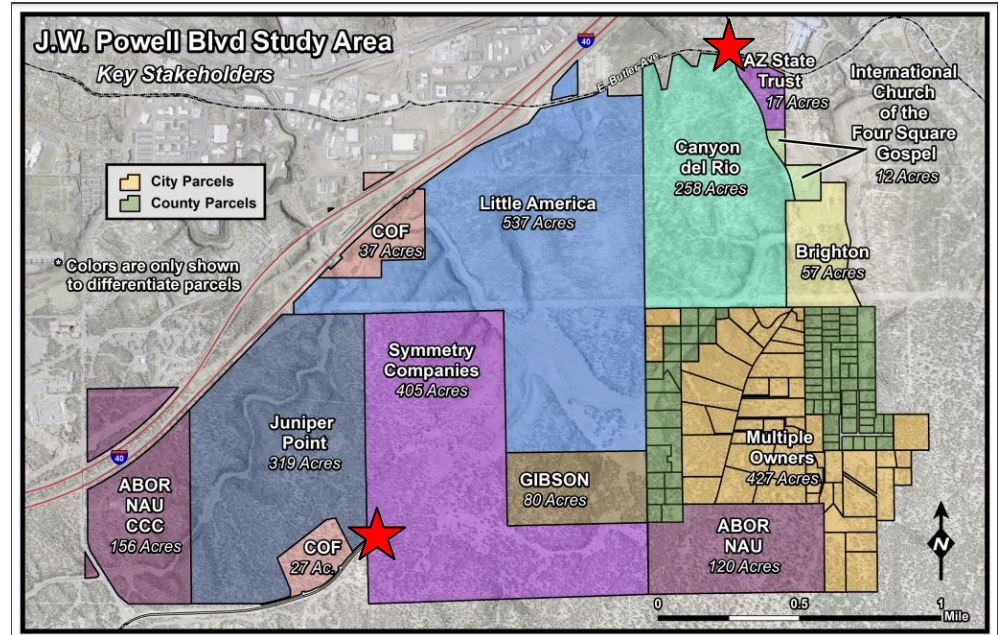 J.W. Powell Blvd Study Area
Key Stakeholders
40
E. Butler Ave.
AZ State
Trust
17 Acres
International
Church
of the
Four Square
Gospel
12 Acres
City Parcels
County Parcels
* Colors are only shown
to differentiate parcels
Canyon
del Rio
258 Acres
Little America
537 Acres
COF
37 Acres
Brighton
57 Acres
Symmetry
Companies
405 Acres
Juniper
Point
319 Acres
Multiple
Owners
427 Acres
40
ABOR
NAU
CCC
156 Acres
GIBSON
80 Acres
COF
27 Ac.
ABOR
NAU
120 Acres
N
0 0.5 1
Mile